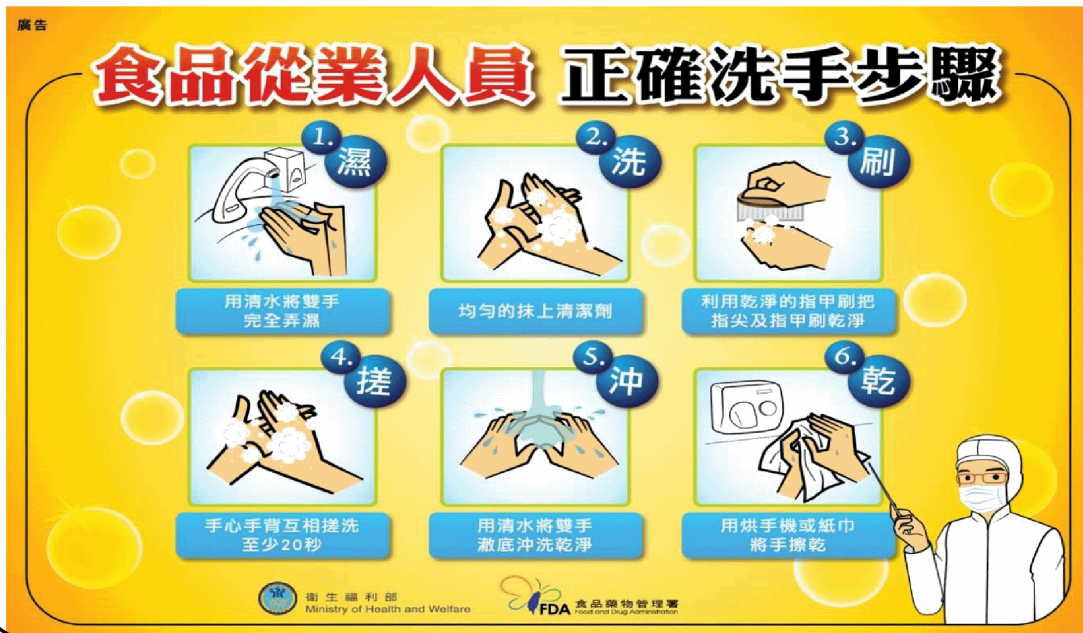 廣告
食品從業人員 正確洗手步驟
1. 濕
用清水將雙手
完全弄濕
2. 洗
均勻的抹上清潔劑
3. 刷
利用乾淨的指甲刷把
指尖及指甲刷乾淨
4. 搓
手心手背互相搓洗
至少20秒
5. 沖
用清水將雙手
澈底沖洗乾淨
6. 乾
用烘手機或紙巾
將手擦乾
衛生福利部
Ministry of Health and Welfare
FDA 食品藥物管理署
Food and Drug Administration